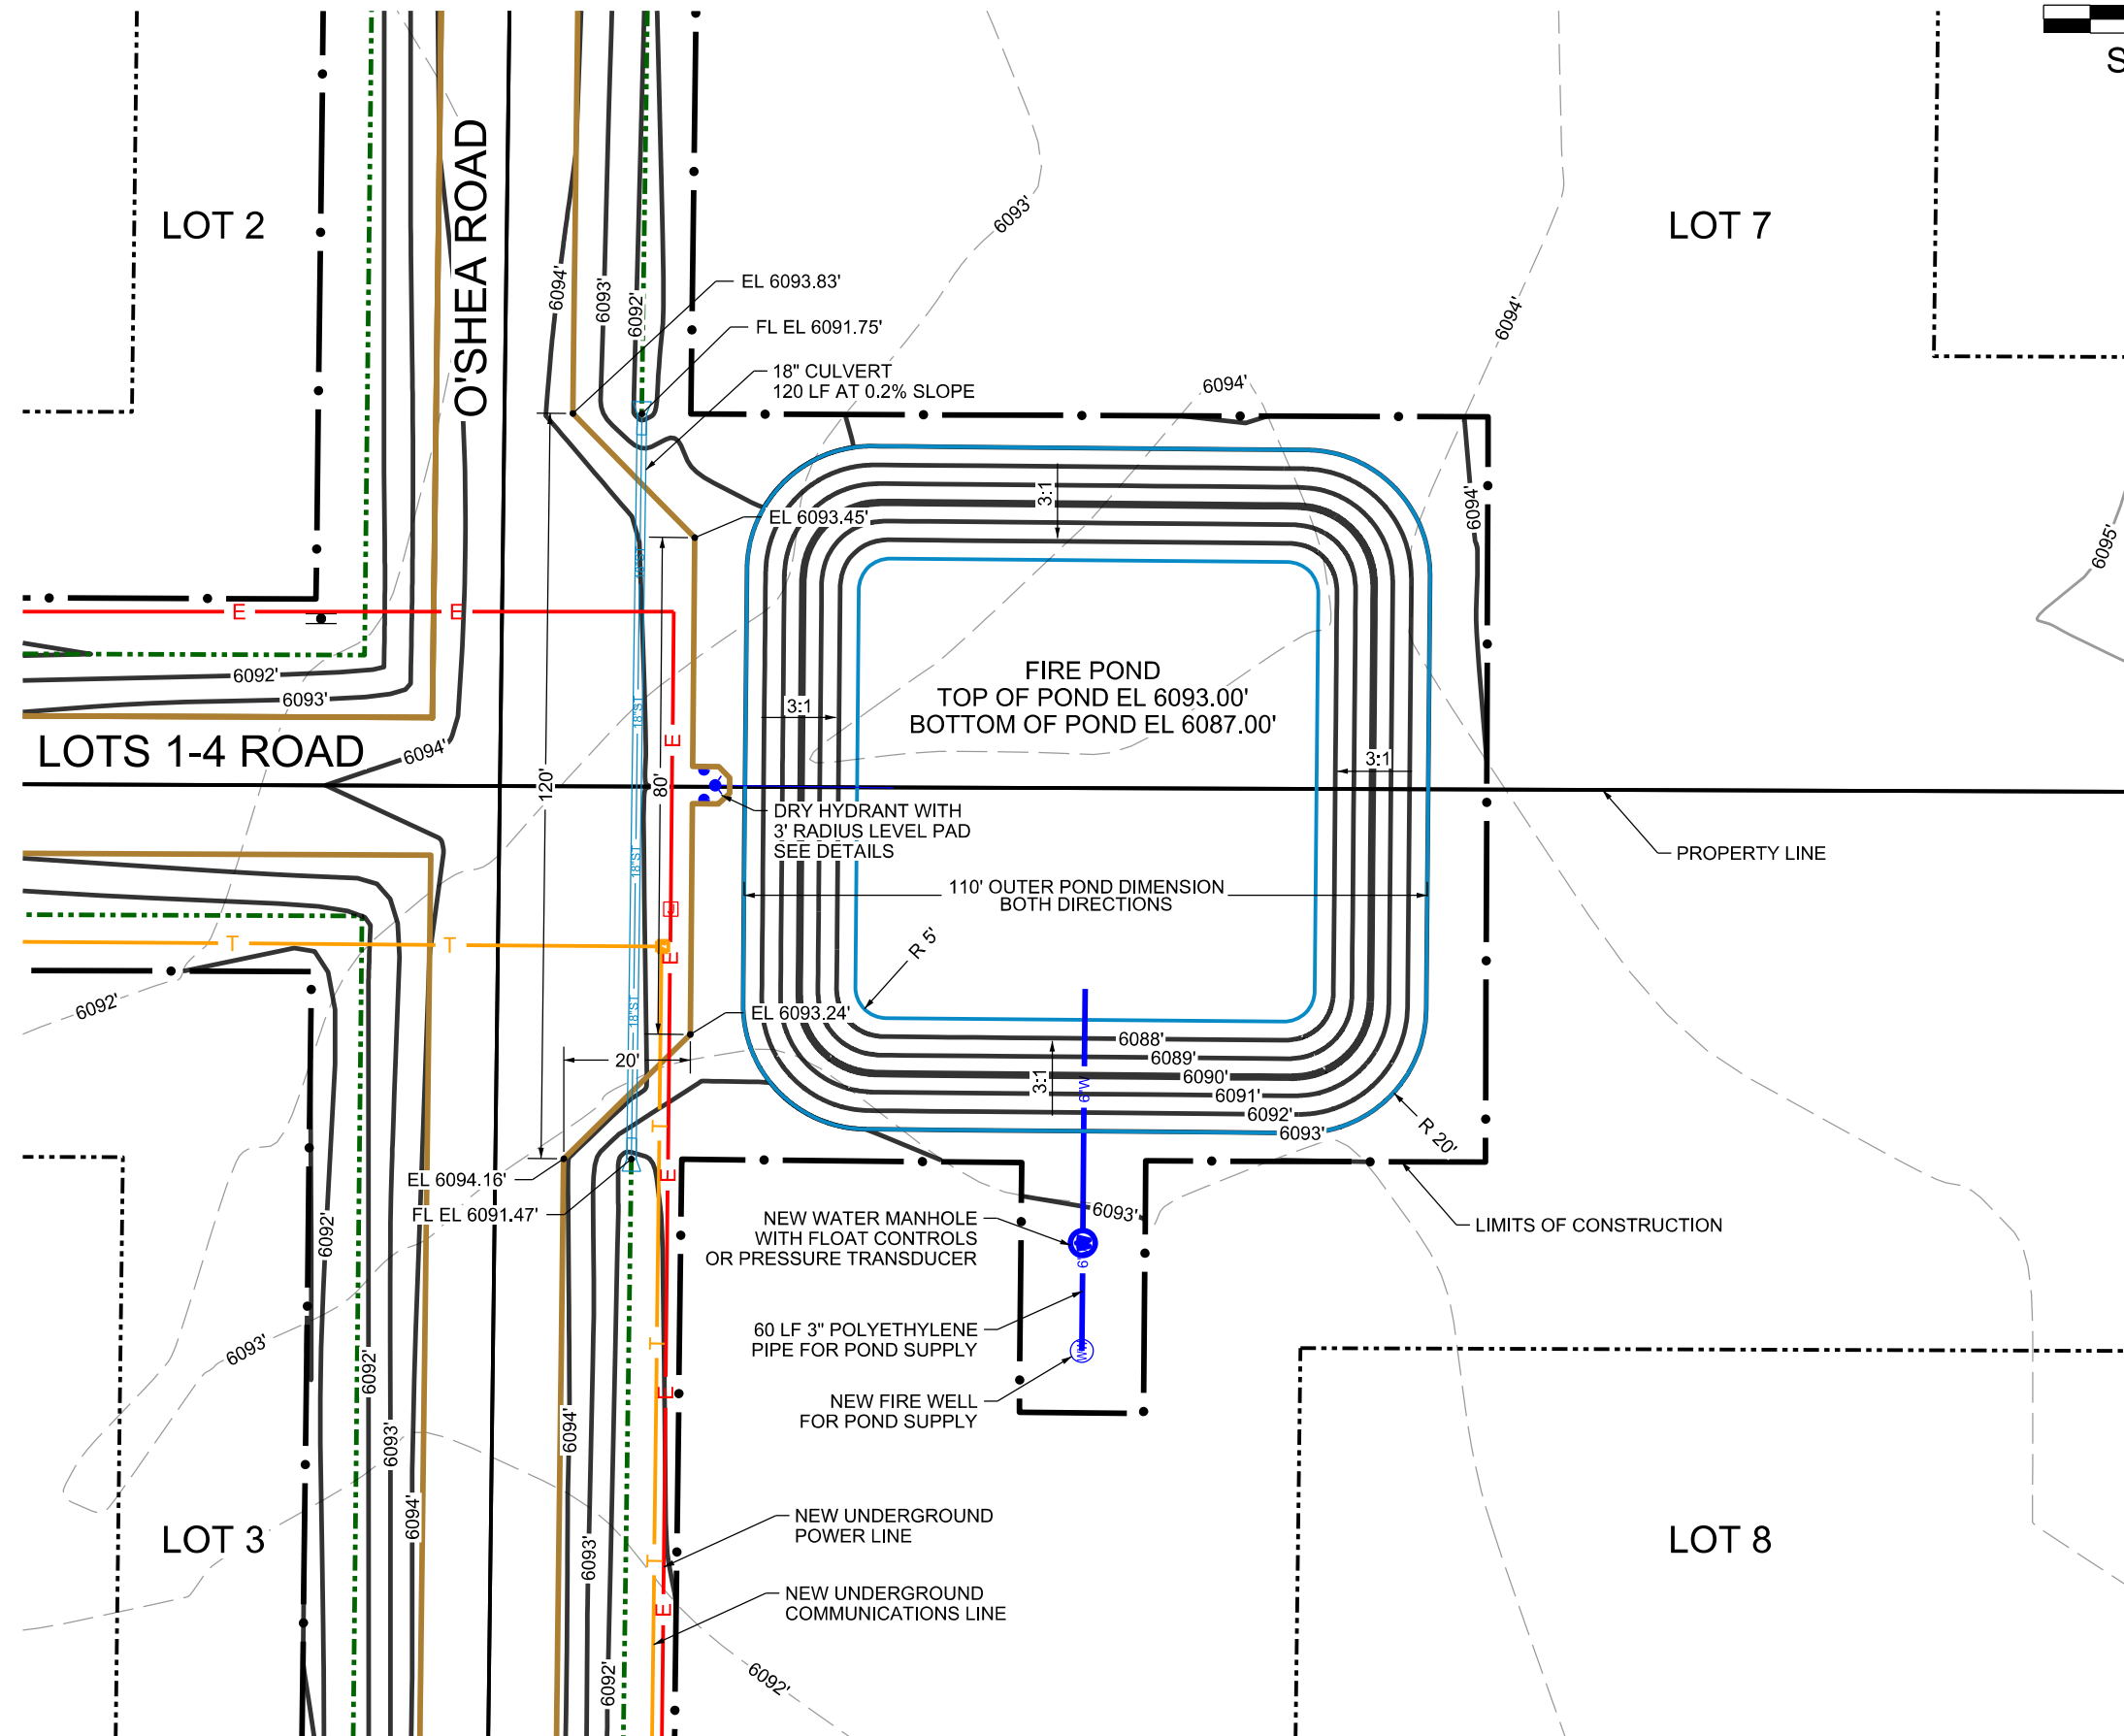 S
LOT 2
O'SHEA ROAD
LOT 7
6093'
6094'
6094'
6093'
6092'
EL 6093.83'
FL EL 6091.75'
18" CULVERT
120 LF AT 0.2% SLOPE
6094'
6094'
6095'
3:1
EL 6093.45'
E
E
18"ST
6092'
6093'
FIRE POND
TOP OF POND EL 6093.00'
BOTTOM OF POND EL 6087.00'
3:1
3:1
E
LOTS 1-4 ROAD
6094'
120'
80'
DRY HYDRANT WITH
3' RADIUS LEVEL PAD
SEE DETAILS
PROPERTY LINE
18"ST
110' OUTER POND DIMENSION
BOTH DIRECTIONS
J
T
T
E
R 5'
6092'
18"ST
EL 6093.24'
20'
6088'
6089'
6090'
6091'
6092'
6093'
3:1
6"W
R 20'
T
E
EL 6094.16'
FL EL 6091.47'
6093'
NEW WATER MANHOLE
WITH FLOAT CONTROLS
OR PRESSURE TRANSDUCER
LIMITS OF CONSTRUCTION
6092'
6093'
60 LF 3" POLYETHYLENE
PIPE FOR POND SUPPLY
T
6092'
E
NEW FIRE WELL
FOR POND SUPPLY
6093'
6094'
6094'
LOT 3
LOT 8
NEW UNDERGROUND
POWER LINE
T
6093'
NEW UNDERGROUND
COMMUNICATIONS LINE
E
6092'
6092'